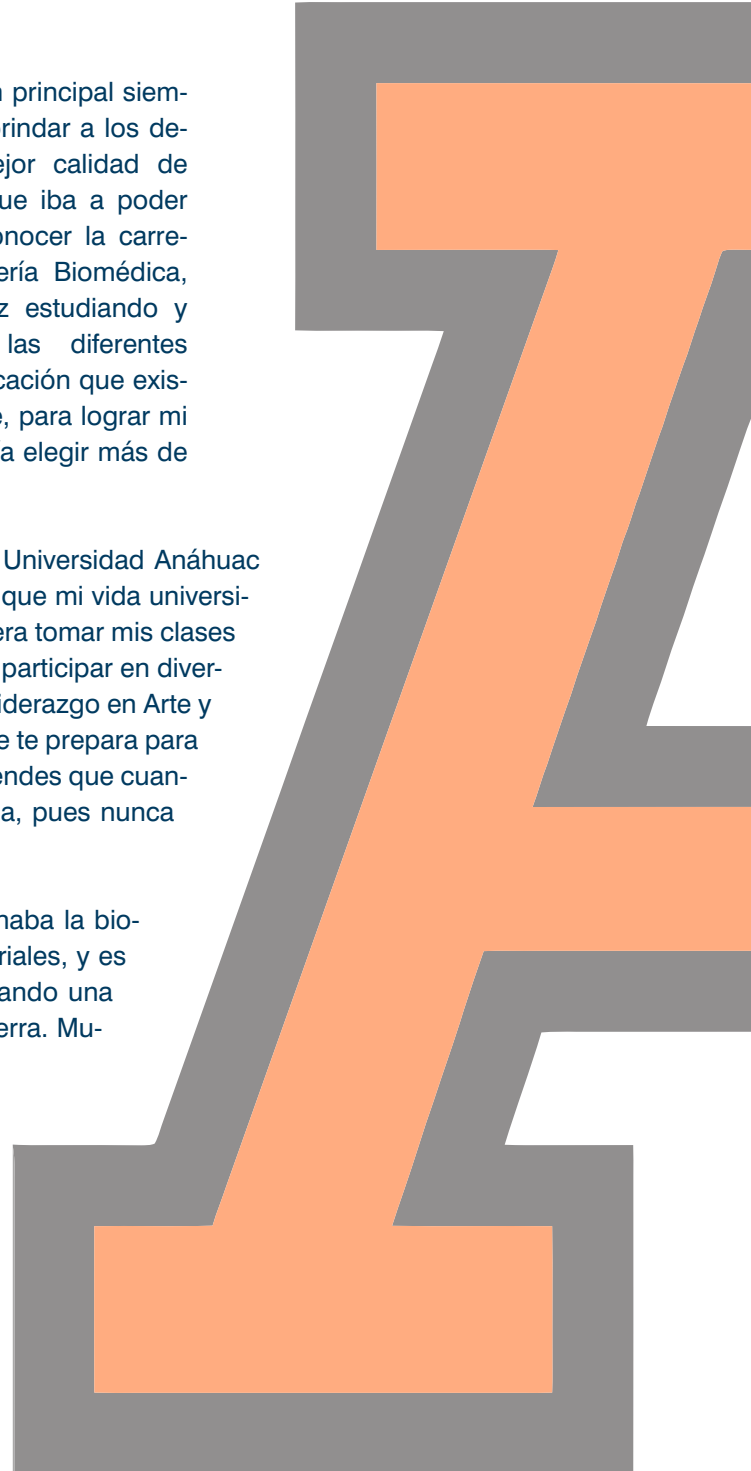 principal siem-
rindar a los de-
jor calidad de
ue iba a poder
onocer la carre-
ería Biomédica,
z estudiando y
las diferentes
cación que exis-
e, para lograr mi
a elegir más de
Universidad Anáhuac
que mi vida universi-
era tomar mis clases
participar en diver-
iderazgo en Arte y
e te prepara para
endes que cuan-
a, pues nunca
naba la bio-
riales, y es
ando una
erra. Mu-
A